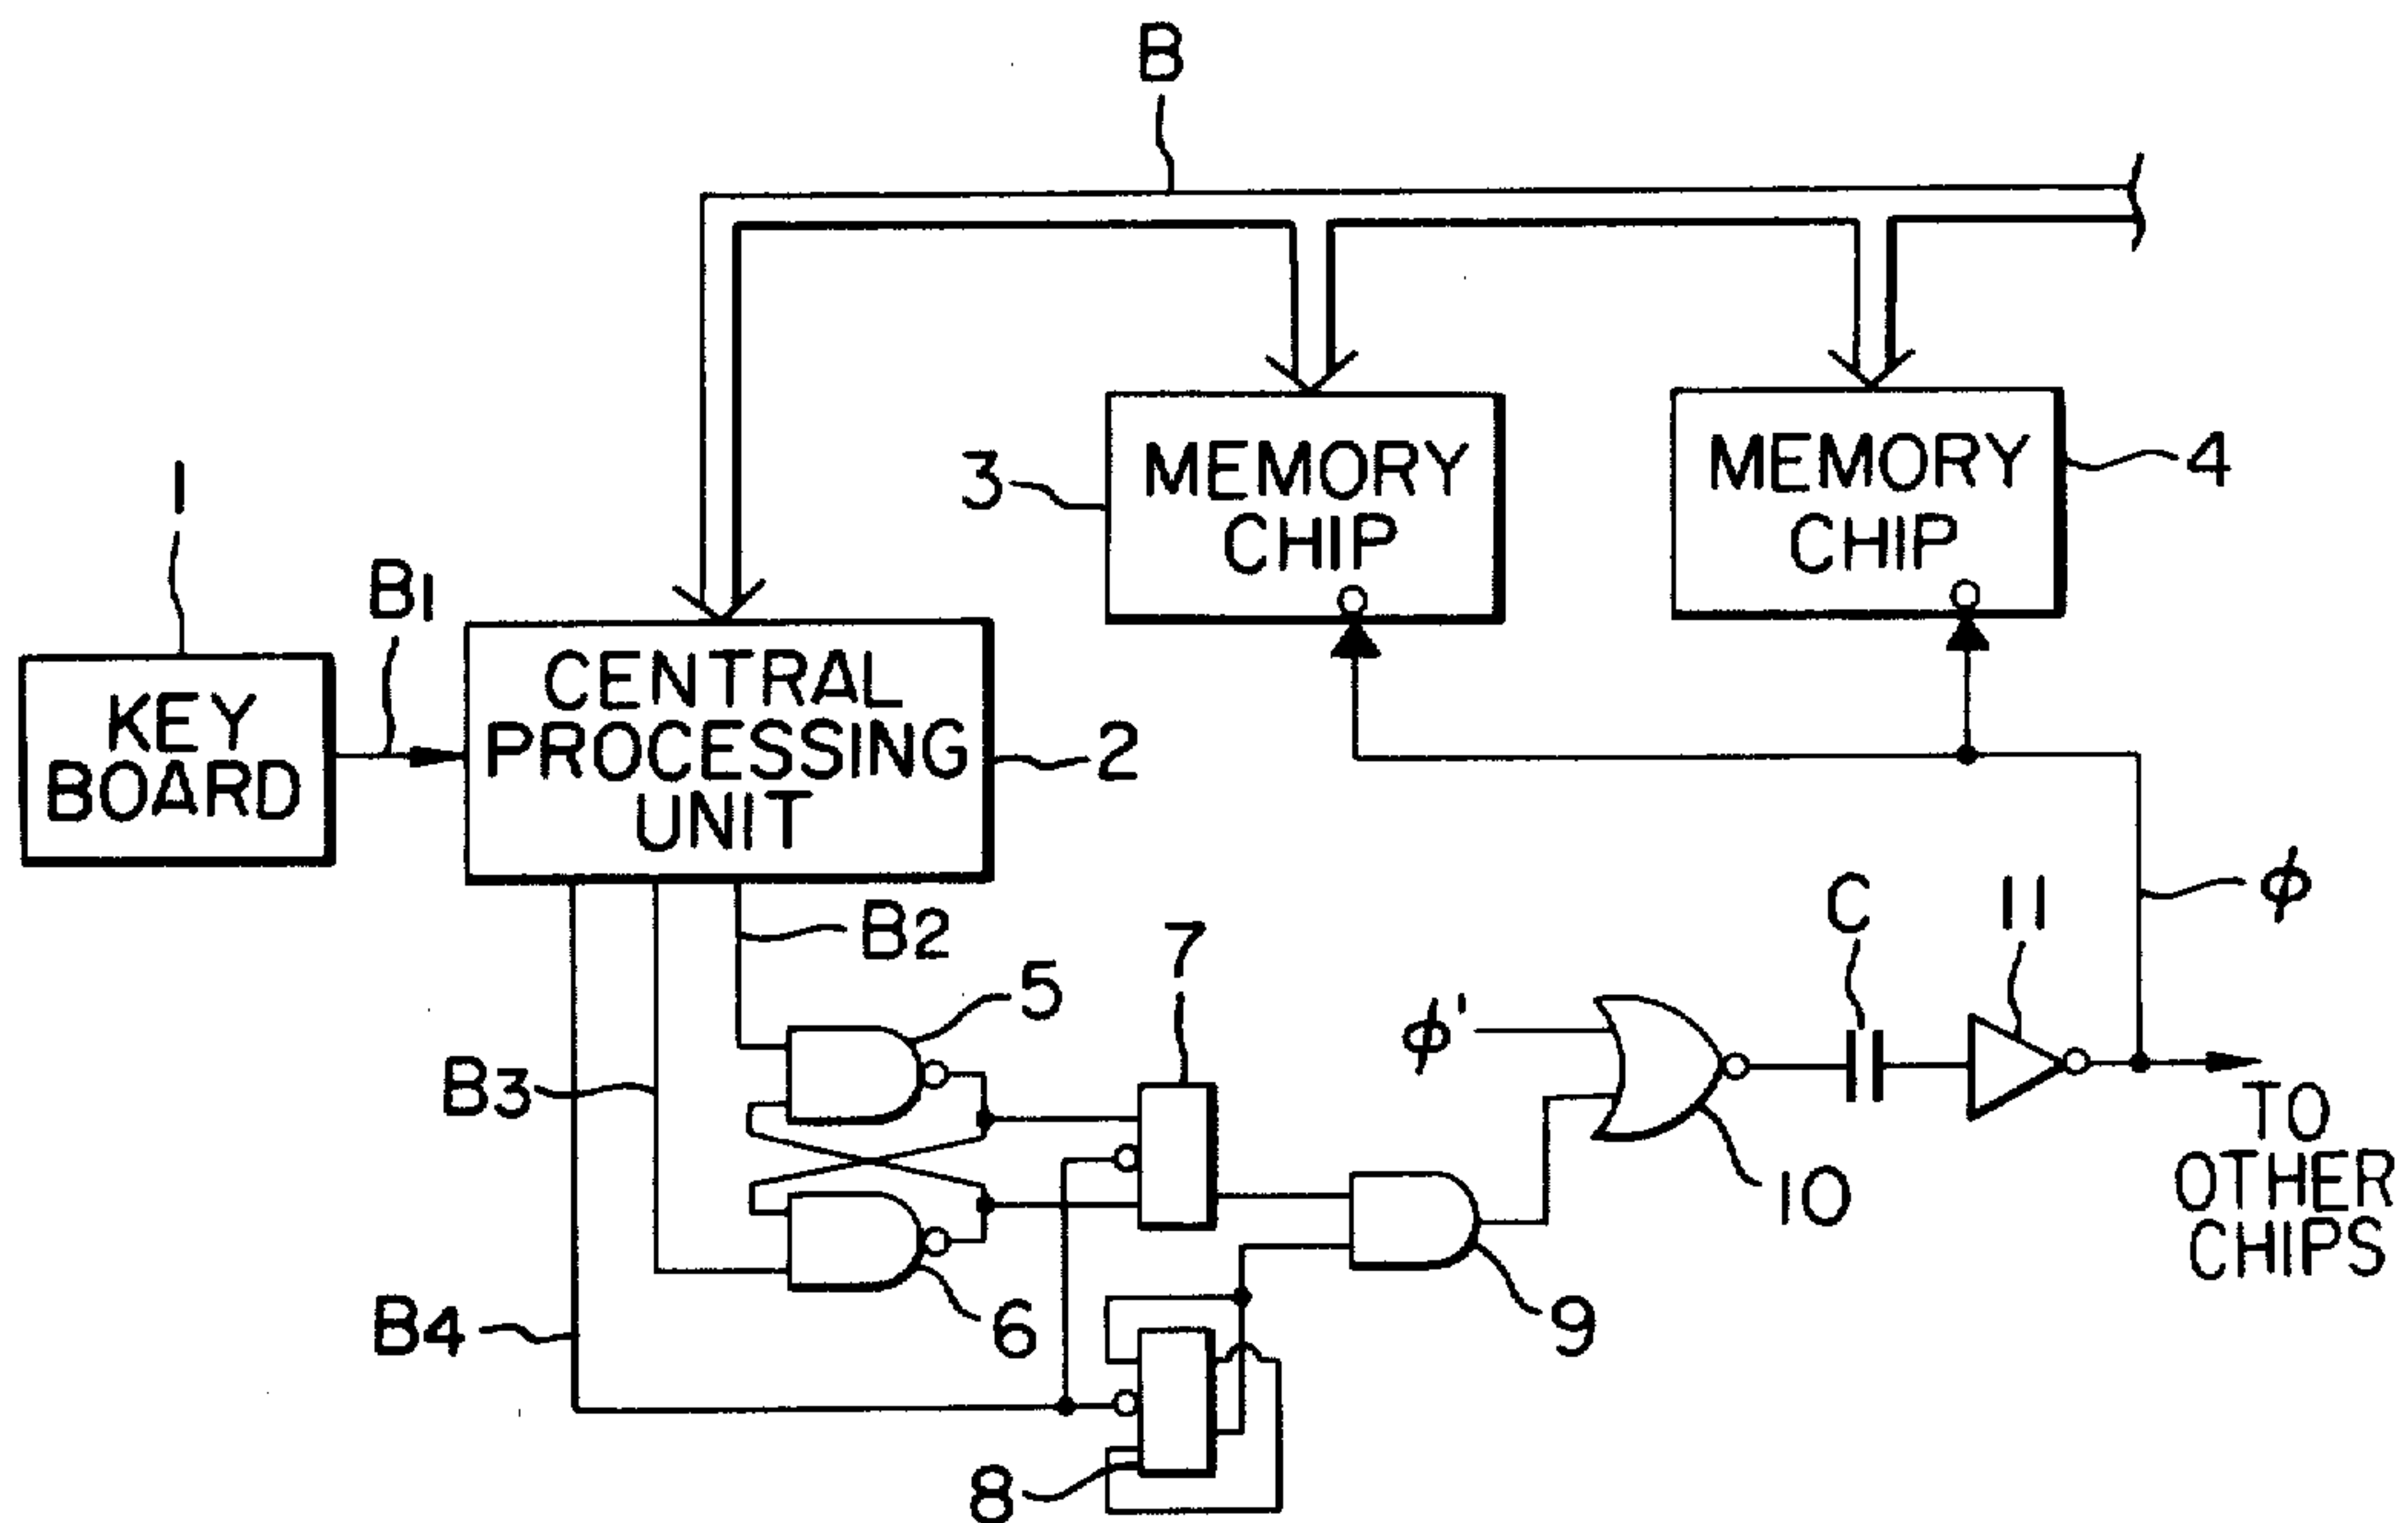 B
1
B1
KEY
BOARD
CENTRAL
PROCESSING
UNIT
2
3
MEMORY
CHIP
MEMORY
CHIP
4
B2
B3
B4
5
6
7
8
9
ϕ'
10
C
11
ϕ
TO
OTHER
CHIPS